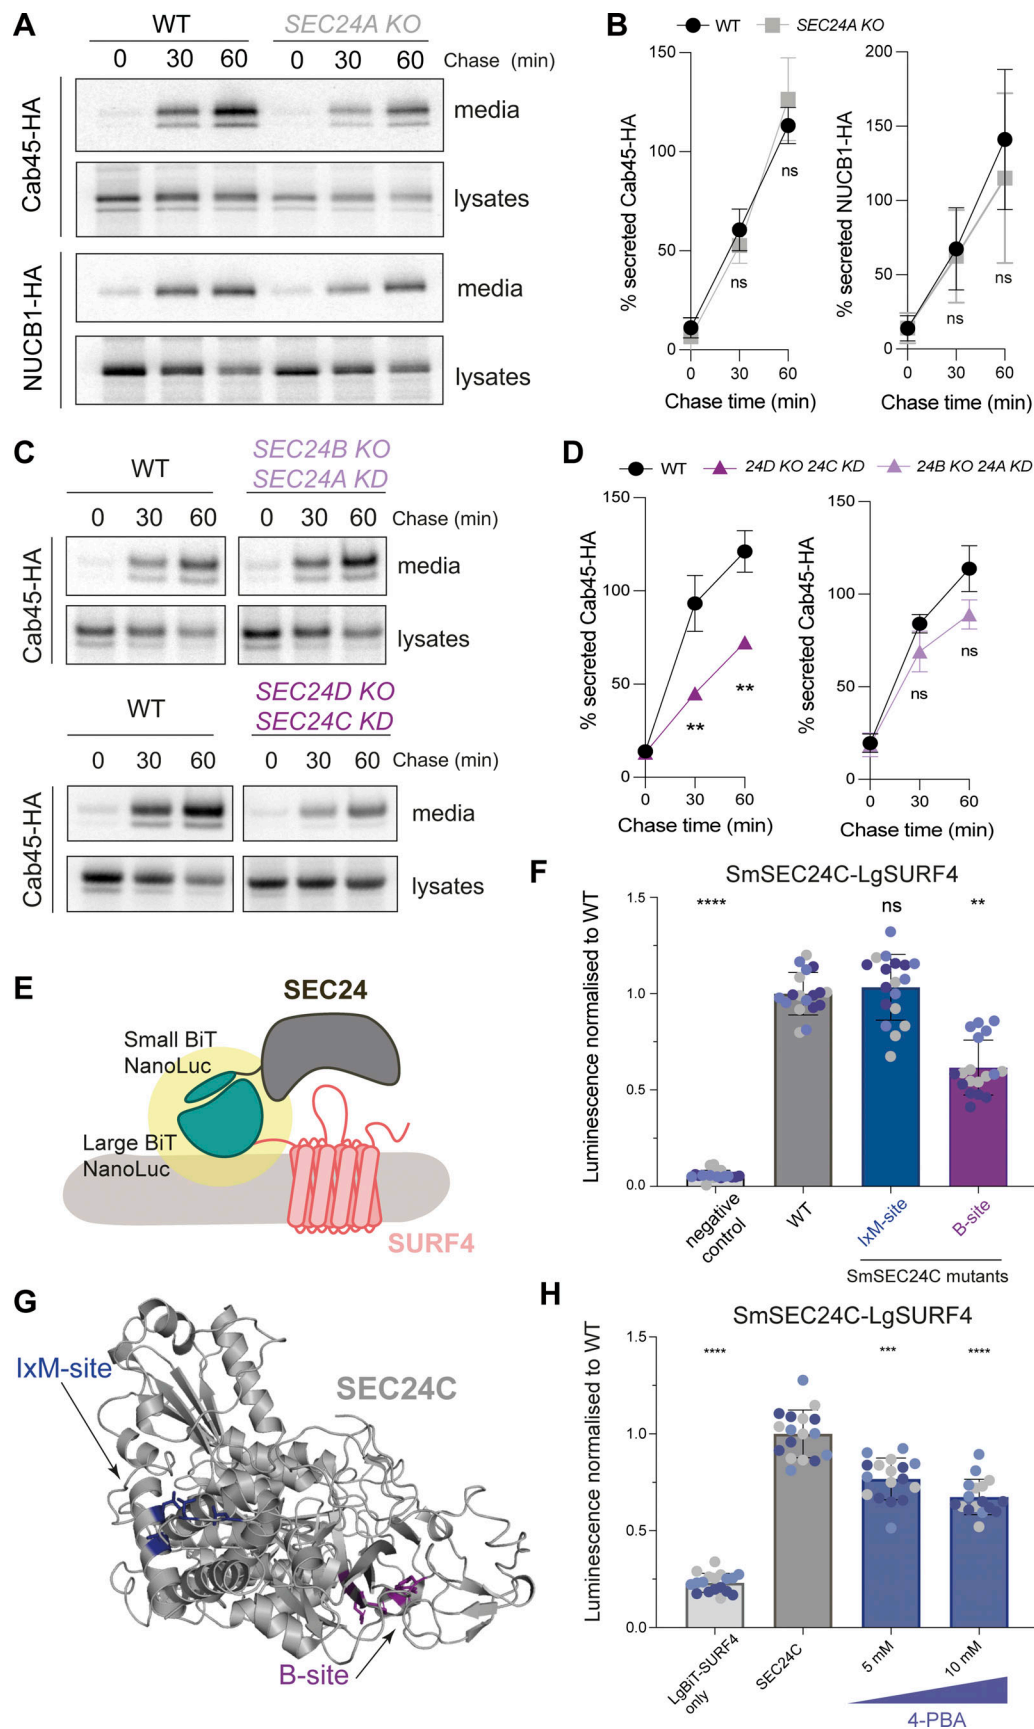 A
WT
SEC24A KO
0 30 60 0 30 60 Chase (min)
Cab45-HA
media
lysates
NUCB1-HA
media
lysates
B
WT SEC24A KO
150
100
50
0
% secreted Cab45-HA
ns
ns
0 30 60
Chase time (min)
200
150
100
50
0
% secreted NUCB1-HA
ns
ns
0 30 60
Chase time (min)
C
WT
SEC24B KO
SEC24A KD
0 30 60 0 30 60 Chase (min)
Cab45-HA
media
lysates
WT
SEC24D KO
SEC24C KD
0 30 60 0 30 60 Chase (min)
Cab45-HA
media
lysates
D
WT 24D KO 24C KD 24B KO 24A KD
150
100
50
0
% secreted Cab45-HA
**
**
0 30 60
Chase time (min)
150
100
50
0
% secreted Cab45-HA
ns
ns
0 30 60
Chase time (min)
E
SEC24
Small BiT
NanoLuc
Large BiT
NanoLuc
SURF4
F
SmSEC24C-LgSURF4
Luminescence normalised to WT
1.5
1.0
0.5
0.0
****
ns
**
negative
control
WT
IxM-site
B-site
SmSEC24C mutants
G
IxM-site
SEC24C
B-site
H
SmSEC24C-LgSURF4
Luminescence normalised to WT
1.5
1.0
0.5
0.0
****
***
****
LgBiT-SURF4
only
SEC24C
5 mM
10 mM
4-PBA